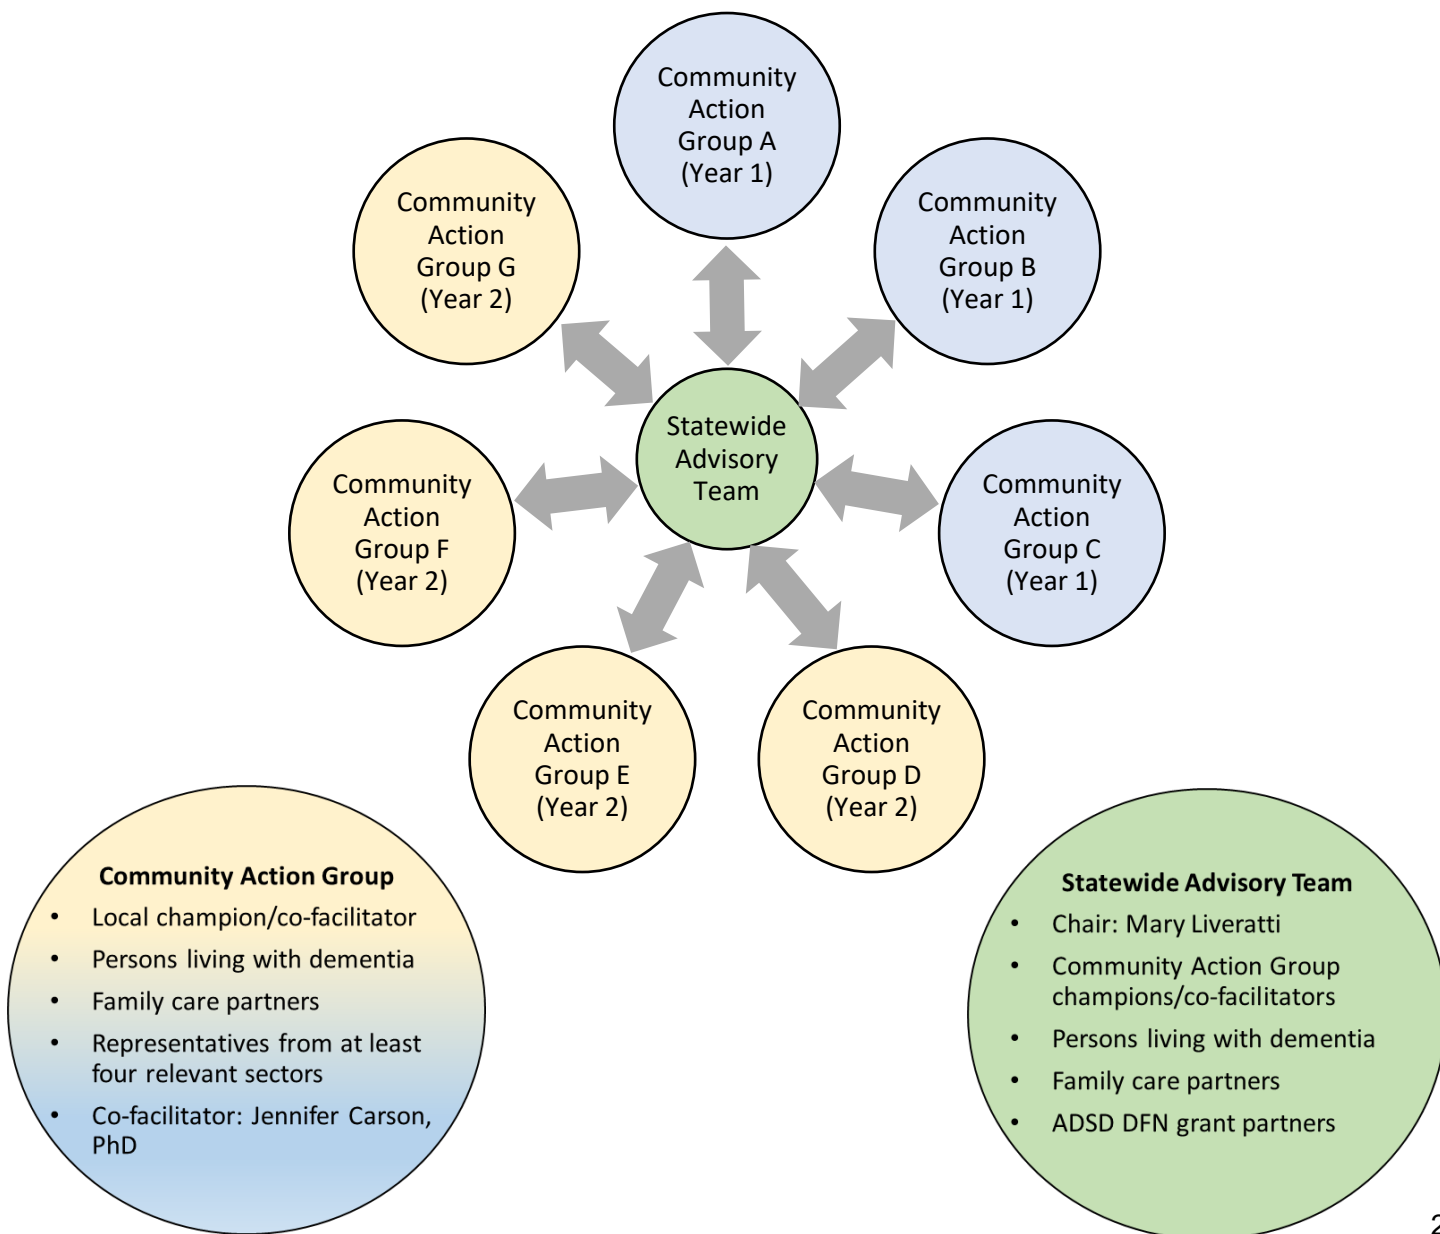 Community
Action
Group A
(Year 1)
Community
Action
Group G
(Year 2)
Community
Action
Group B
(Year 1)
Statewide
Advisory
Team
Community
Action
Group F
(Year 2)
Community
Action
Group C
(Year 1)
Community
Action
Group E
(Year 2)
Community
Action
Group D
(Year 2)
Community Action Group
• Local champion/co-facilitator
• Persons living with dementia
• Family care partners
• Representatives from at least
four relevant sectors
• Co-facilitator: Jennifer Carson,
PhD
Statewide Advisory Team
• Chair: Mary Liveratti
• Community Action Group
champions/co-facilitators
• Persons living with dementia
• Family care partners
• ADSD DFN grant partners
2